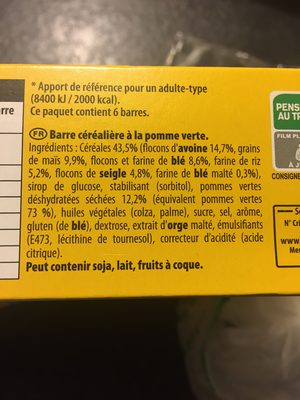 * Apport de référence pour un adulte-type
(8400 kJ / 2000 kcal).
Ce paquet contient 6 barres.
FR Barre céréalière à la pomme verte.
Ingrédients : Céréales 43,5% (flocons d'avoine 14,7%, grains
de maïs 9,9%, flocons et farine de blé 8,6%, farine de riz
5,2%, flocons de seigle 4,8%, farine de blé malté 0,3%),
sirop de glucose, stabilisant (sorbitol), pommes vertes
déshydratées séchées 12,2% (équivalent pommes vertes
73 %), huiles végétales (colza, palme), sucre, sel, arôme,
gluten (de blé), dextrose, extrait d'orge malté, émulsifiants
(E473, lécithine de tournesol), correcteur d'acidité (acide
citrique).
Peut contenir soja, lait, fruits à coque.
PENS
AU TR
FILM PL
À J
CONSIGNE
N° Cri
www.